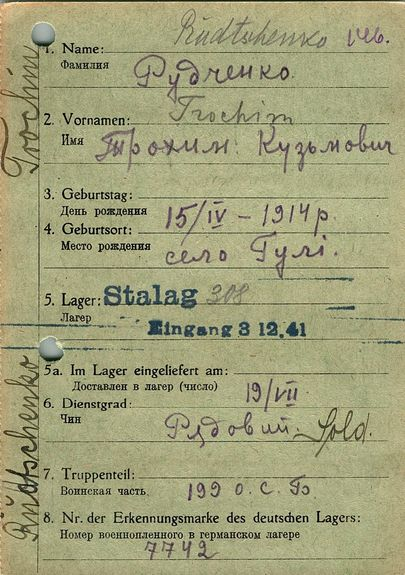 Rüdtschenko 146.
1. Name:
Фамилия
Рудченко.
2. Vornamen: Trochim
Имя
Трохим Кузьмович
3. Geburtstag:
День рождения 15/IV – 1914 р.
4. Geburtsort:
Место рождения село Гулі.
5. Lager: Stalag 308
Лагер
Eingang 3 12.41
5a. Im Lager eingeliefert am:
Доставлен в лагер (число) 19/VII
6. Dienstgrad:
Чин
Рядовий. Sold.
7. Truppenteil:
Воинская часть. 199 О. С. Б.
8. Nr. der Erkennungsmarke des deutschen Lagers:
Номер военнопленного в германском лагере
7742
Trochim
Rüdtschenko